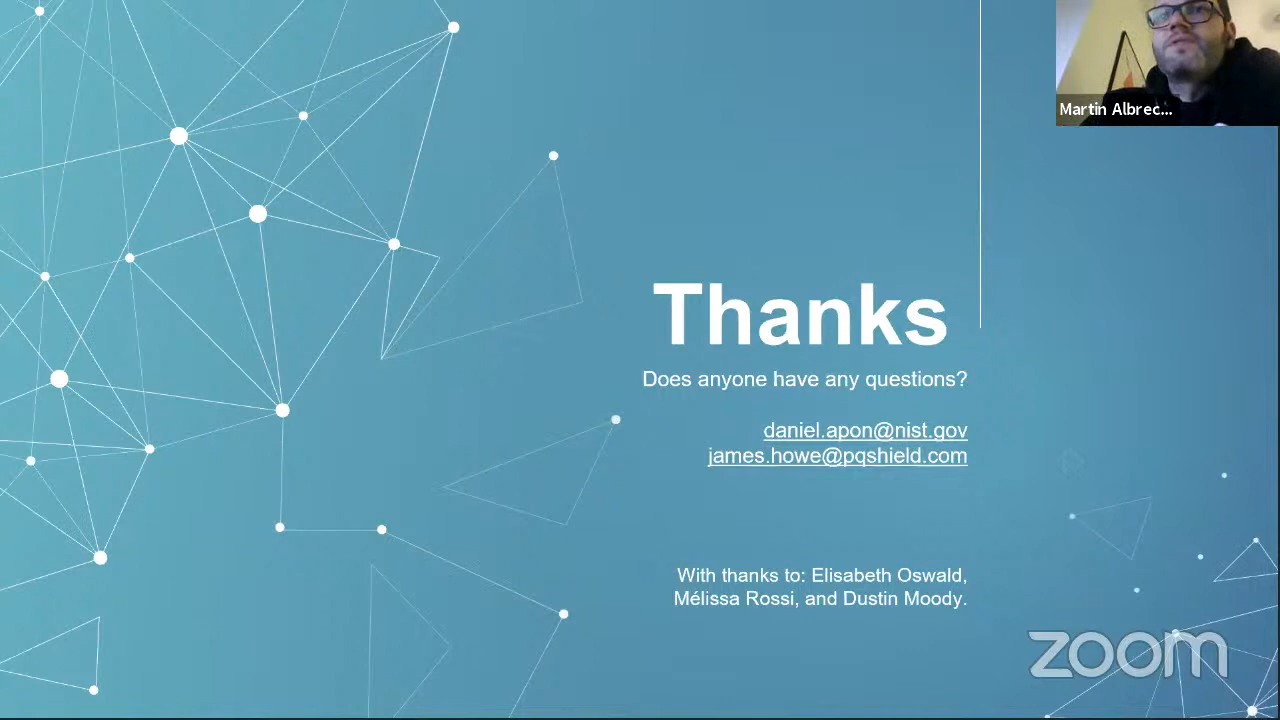 Martin Albrec...
Thanks
Does anyone have any questions?
daniel.apon@nist.gov
james.howe@pqshield.com
With thanks to: Elisabeth Oswald,
Mélissa Rossi, and Dustin Moody.
zoom